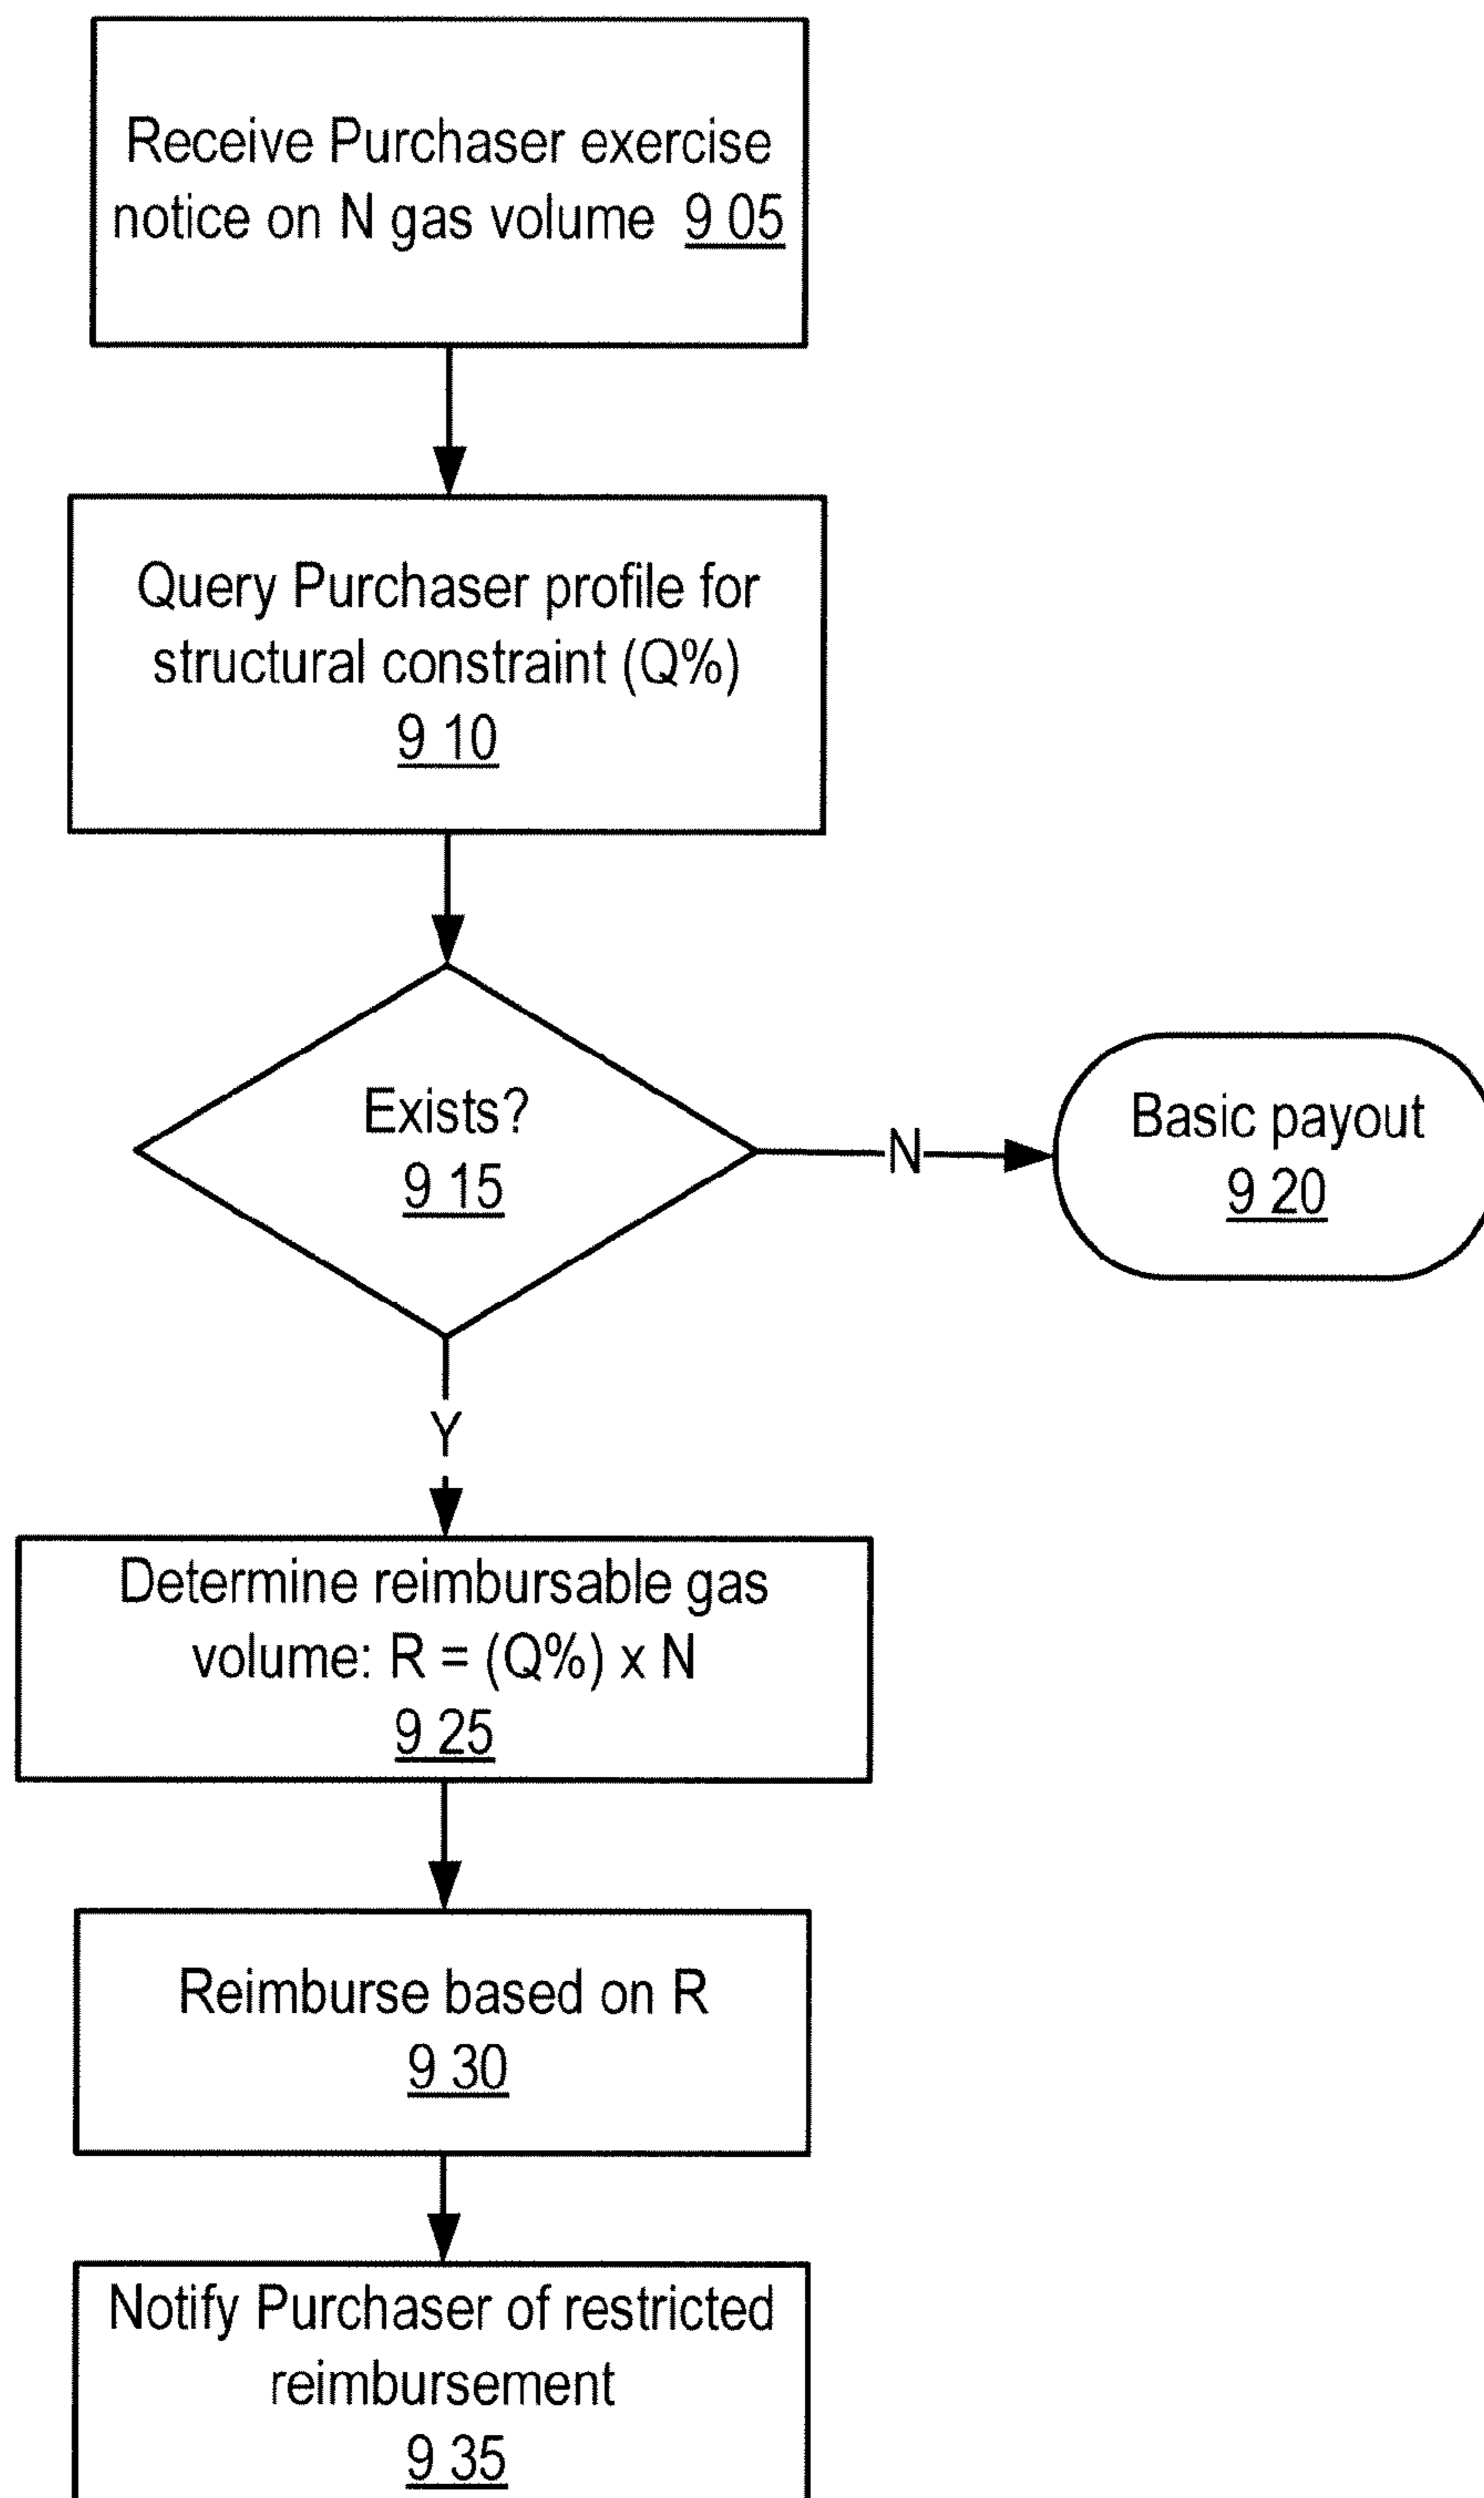 Receive Purchaser exercise
notice on N gas volume 9 05
Query Purchaser profile for
structural constraint (Q%)
9 10
Exists?
9 15
N
Basic payout
9 20
Y
Determine reimbursable gas
volume: R = (Q%) x N
9 25
Reimburse based on R
9 30
Notify Purchaser of restricted
reimbursement
9 35